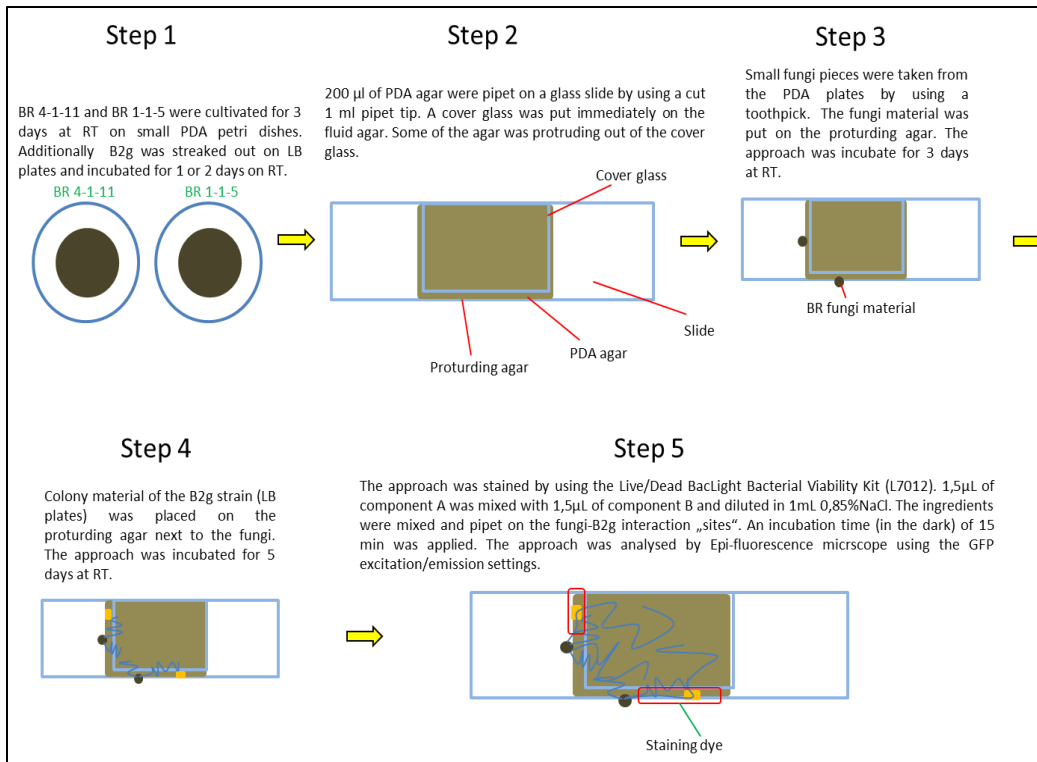 Step 1
BR 4-1-11 and BR 1-1-5 were cultivated for 3
days at RT on small PDA petri dishes.
Additionally B2g was streaked out on LB
plates and incubated for 1 or 2 days on RT.
BR 4-1-11
BR 1-1-5
Step 2
200 µl of PDA agar were pipet on a glass slide by using a cut
1 ml pipet tip. A cover glass was put immediately on the
fluid agar. Some of the agar was protruding out of the cover
glass.
Cover glass
Slide
PDA agar
Proturding agar
Step 3
Small fungi pieces were taken from
the PDA plates by using a
toothpick. The fungi material was
put on the proturding agar. The
approach was incubate for 3 days
at RT.
BR fungi material
Step 4
Colony material of the B2g strain (LB
plates) was placed on the
proturding agar next to the fungi.
The approach was incubated for 5
days at RT.
Step 5
The approach was stained by using the Live/Dead BacLight Bacterial Viability Kit (L7012). 1,5µL of
component A was mixed with 1,5µL of component B and diluted in 1mL 0,85%NaCl. The ingredients
were mixed and pipet on the fungi-B2g interaction „sites“. An incubation time (in the dark) of 15
min was applied. The approach was analysed by Epi-fluorescence micrscope using the GFP
excitation/emission settings.
Staining dye